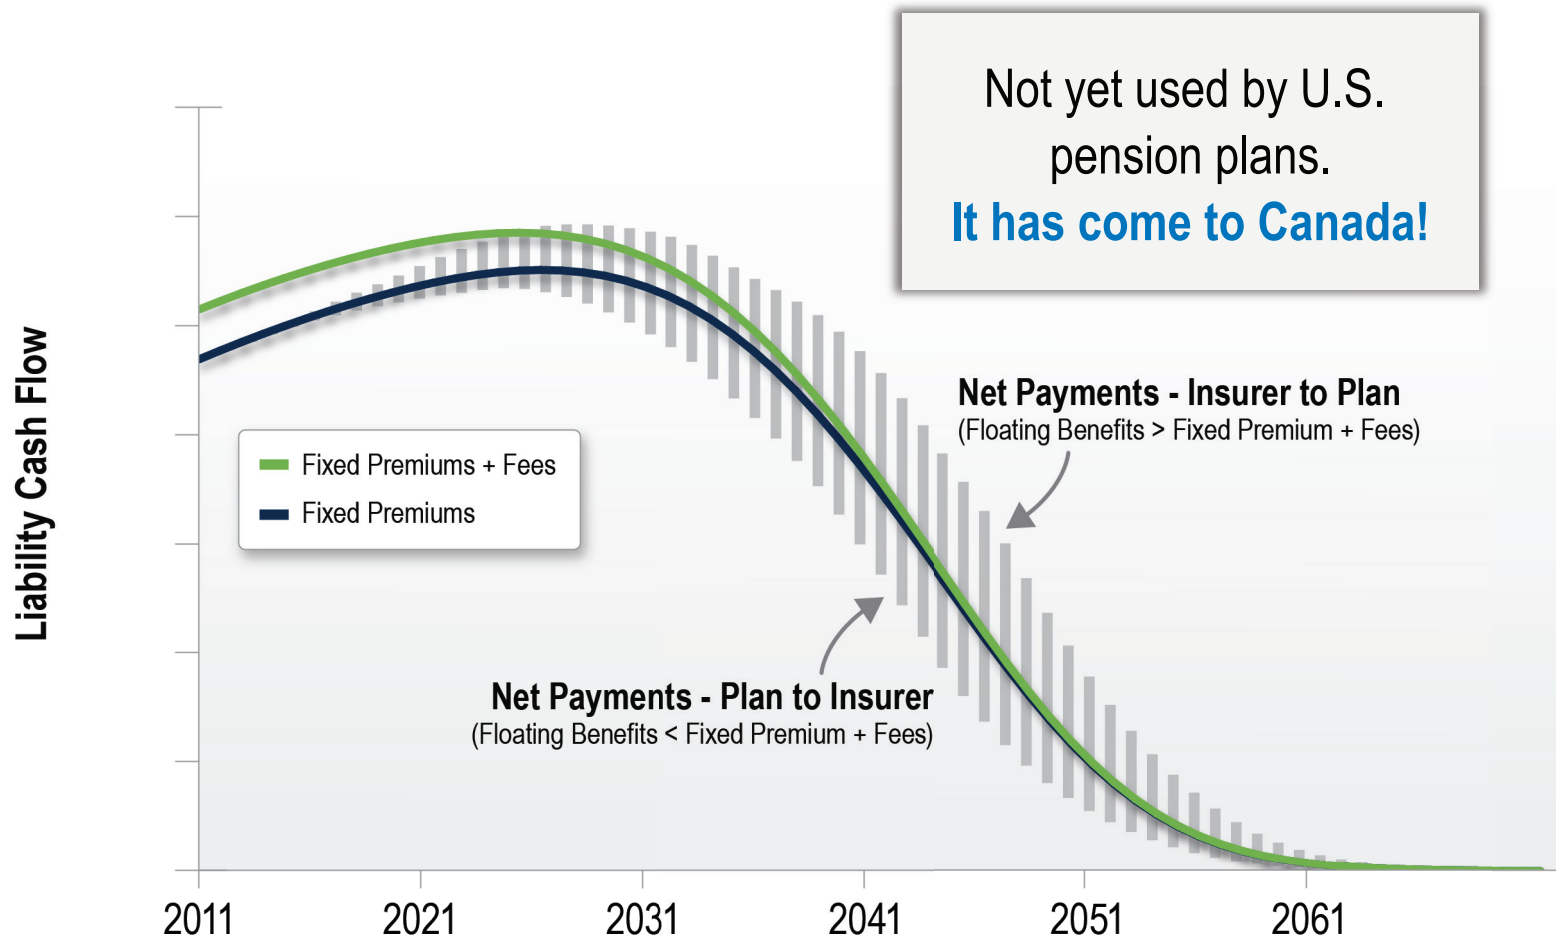 Not yet used by U.S.
pension plans.
It has come to Canada!
Liability Cash Flow
Net Payments - Insurer to Plan
(Floating Benefits > Fixed Premium + Fees)
Fixed Premiums + Fees
Fixed Premiums
Net Payments - Plan to Insurer
(Floating Benefits < Fixed Premium + Fees)
2011 2021 2031 2041 2051 2061